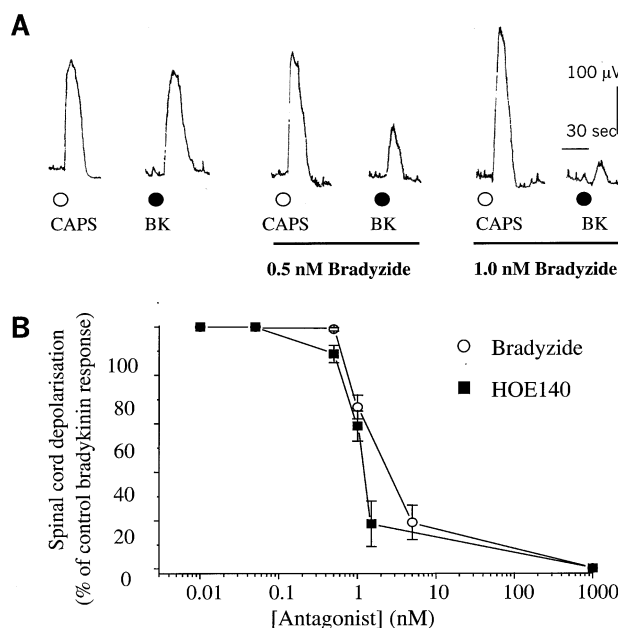 A
100 µV
30 sec
CAPS
BK
CAPS
BK
CAPS
BK
0.5 nM Bradyzide
1.0 nM Bradyzide
B
Spinal cord depolarisation
(% of control bradykinin response)
100
80
60
40
20
0
Bradyzide
HOE140
0.01
0.1
1
10
100
1000
[Antagonist] (nM)